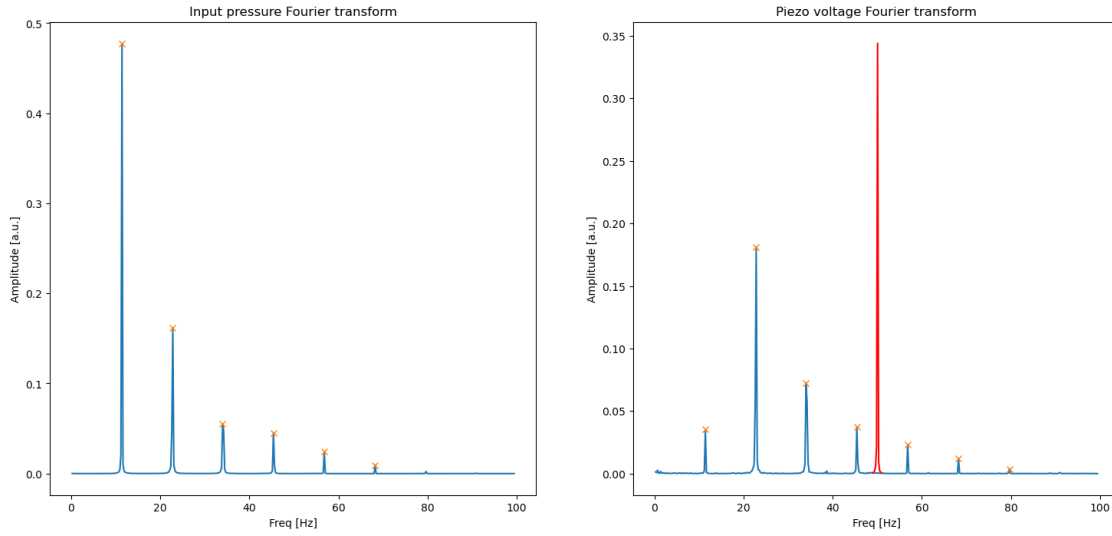 Input pressure Fourier transform
0.5
0.4
0.3
0.2
0.1
0.0
Amplitude [a.u.]
0 20 40 60 80 100
Freq [Hz]
Piezo voltage Fourier transform
0.35
0.30
0.25
0.20
0.15
0.10
0.05
0.00
Amplitude [a.u.]
0 20 40 60 80 100
Freq [Hz]